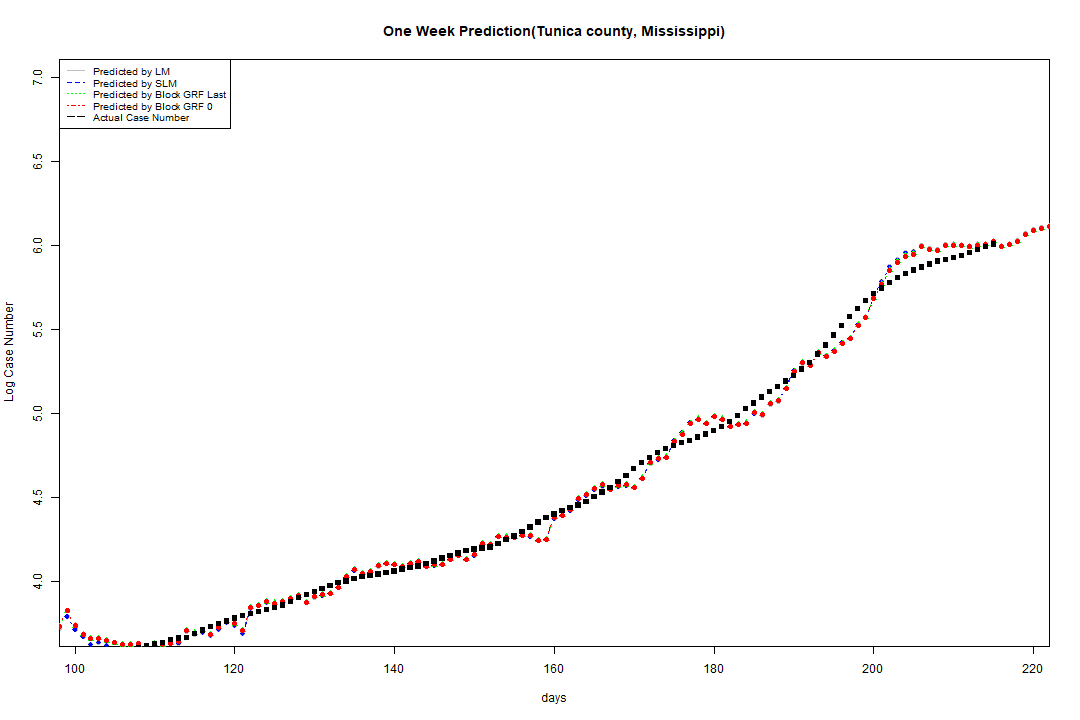 One Week Prediction(Tunica county, Mississippi)
Predicted by LM
Predicted by SLM
Predicted by Block GRF Last
Predicted by Block GRF 0
Actual Case Number
7.0
6.5
6.0
5.5
5.0
4.5
4.0
Log Case Number
100 120 140 160 180 200 220
days